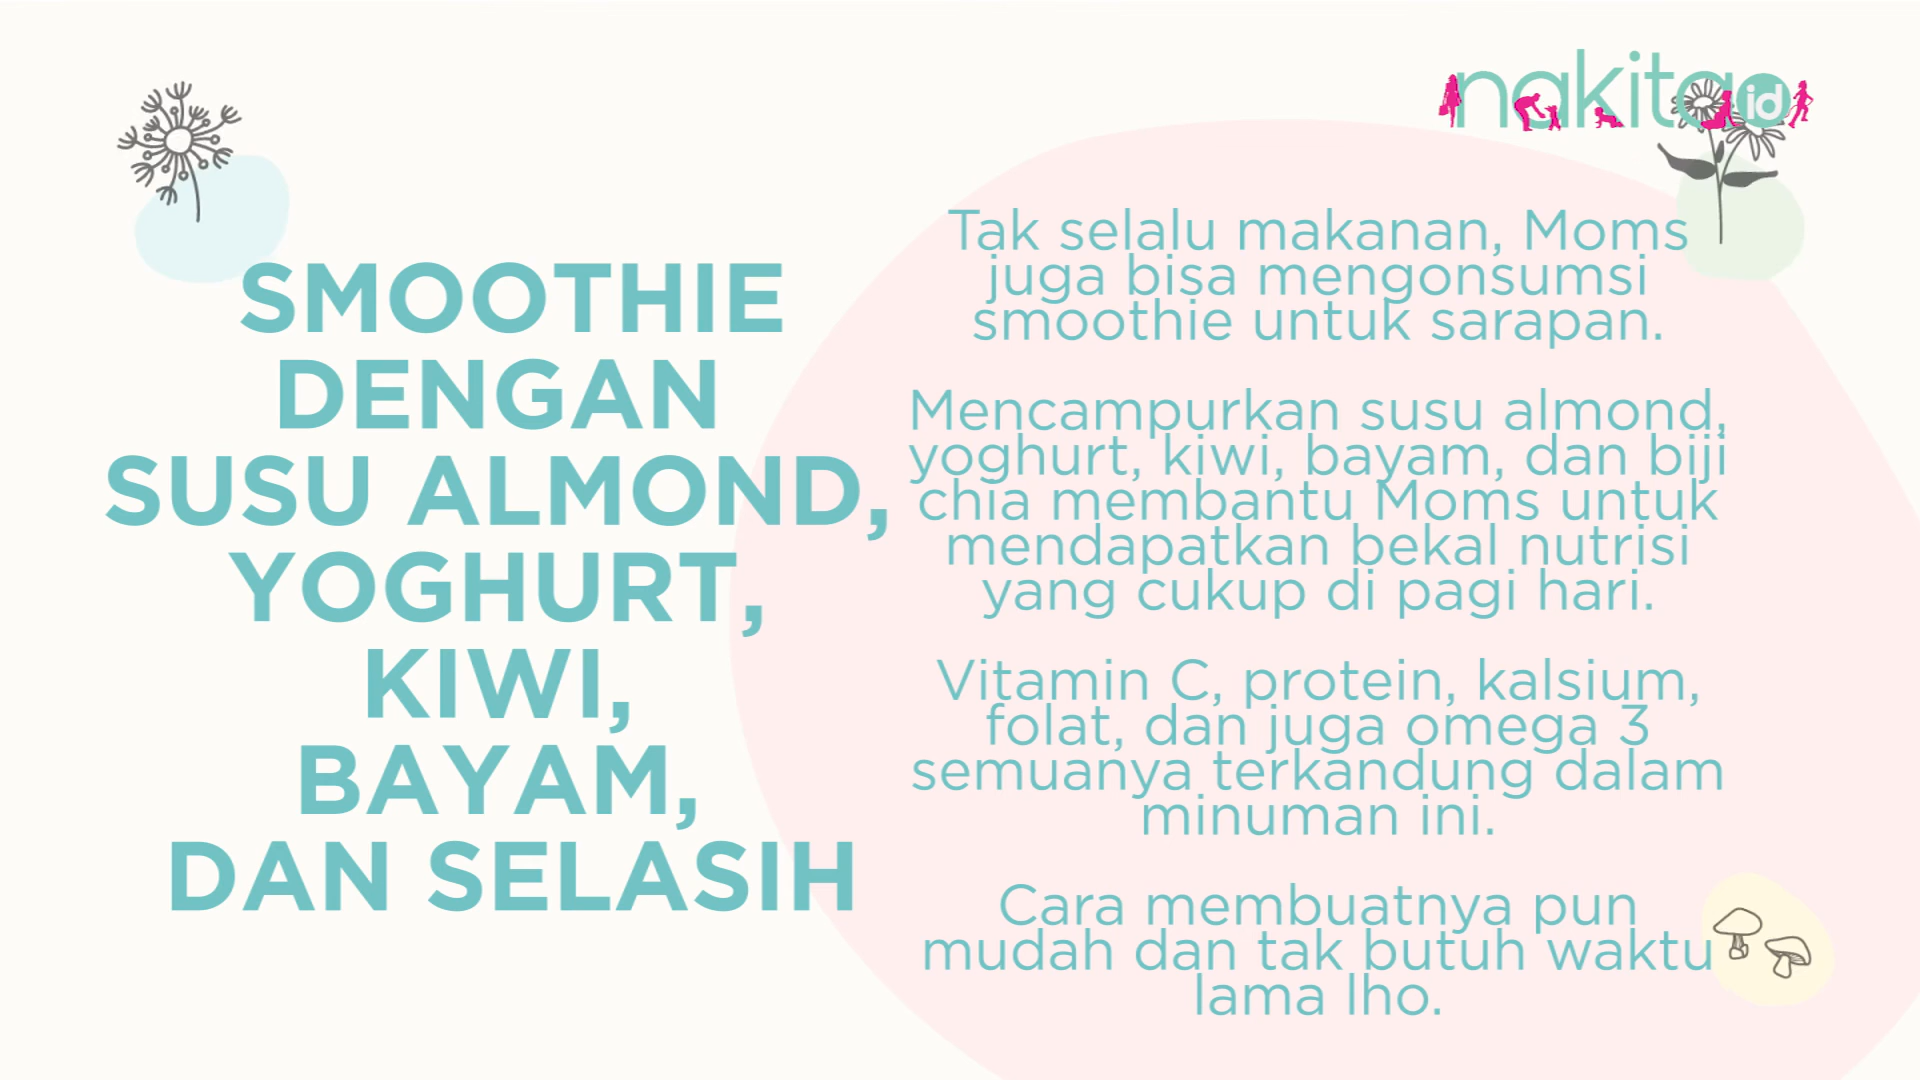 nakita.id
SMOOTHIE
DENGAN
SUSU ALMOND,
YOGHURT,
KIWI,
BAYAM,
DAN SELASIH
Tak selalu makanan, Moms
juga bisa mengonsumsi
smoothie untuk sarapan.
Mencampurkan susu almond,
yoghurt, kiwi, bayam, dan biji
chia membantu Moms untuk
mendapatkan bekal nutrisi
yang cukup di pagi hari.
Vitamin C, protein, kalsium,
folat, dan juga omega 3
semuanya terkandung dalam
minuman ini.
Cara membuatnya pun
mudah dan tak butuh waktu
lama lho.